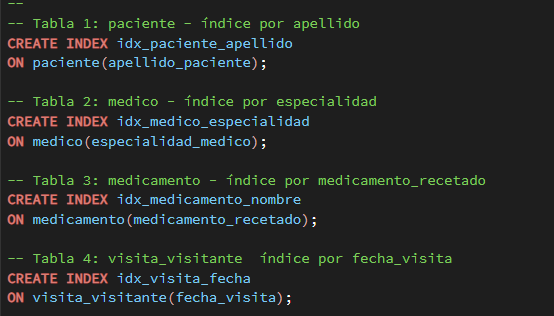 --
-- Tabla 1: paciente - índice por apellido
CREATE INDEX idx_paciente_apellido
ON paciente(apellido_paciente);
-- Tabla 2: medico - índice por especialidad
CREATE INDEX idx_medico_especialidad
ON medico(especialidad_medico);
-- Tabla 3: medicamento - índice por medicamento_recetado
CREATE INDEX idx_medicamento_nombre
ON medicamento(medicamento_recetado);
-- Tabla 4: visita_visitante  índice por fecha_visita
CREATE INDEX idx_visita_fecha
ON visita_visitante(fecha_visita);